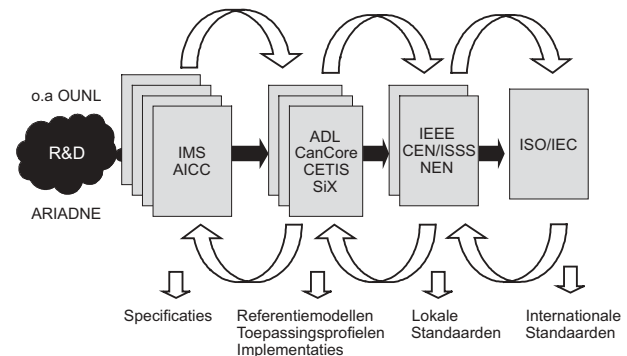 o.a OUNL
R&D
ARIADNE
IMS
AICC
ADL
CanCore
CETIS
SiX
IEEE
CEN/ISSS
NEN
ISO/IEC
Specificaties
Referentiemodellen
Toepassingsprofielen
Implementaties
Lokale
Standaarden
Internationale
Standaarden